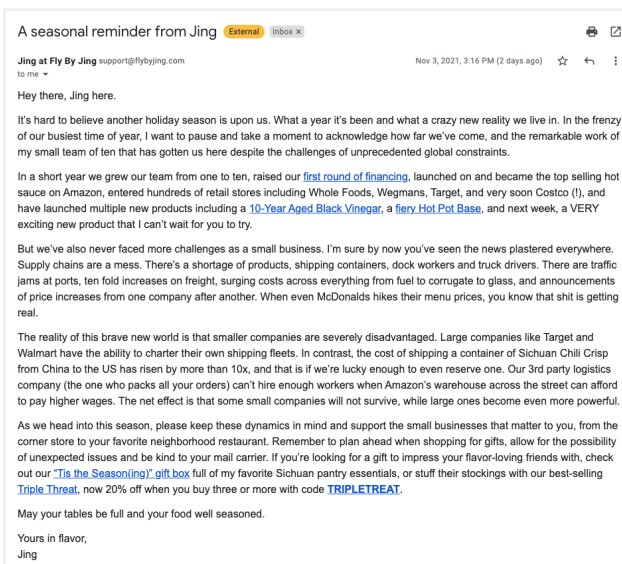 A seasonal reminder from Jing External Inbox ×
Jing at Fly By Jing support@flybyjing.com Nov 3, 2021, 3:16 PM (2 days ago)
to me
Hey there, Jing here.
It's hard to believe another holiday season is upon us. What a year it's been and what a crazy new reality we live in. In the frenzy
of our busiest time of year, I want to pause and take a moment to acknowledge how far we've come, and the remarkable work of
my small team of ten that has gotten us here despite the challenges of unprecedented global constraints.
In a short year we grew our team from one to ten, raised our first round of financing, launched on and became the top selling hot
sauce on Amazon, entered hundreds of retail stores including Whole Foods, Wegmans, Target, and very soon Costco (!), and
have launched multiple new products including a 10-Year Aged Black Vinegar, a fiery Hot Pot Base, and next week, a VERY
exciting new product that I can't wait for you to try.
But we've also never faced more challenges as a small business. I'm sure by now you've seen the news plastered everywhere.
Supply chains are a mess. There's a shortage of products, shipping containers, dock workers and truck drivers. There are traffic
jams at ports, ten fold increases on freight, surging costs across everything from fuel to corrugate to glass, and announcements
of price increases from one company after another. When even McDonalds hikes their menu prices, you know that shit is getting
real.
The reality of this brave new world is that smaller companies are severely disadvantaged. Large companies like Target and
Walmart have the ability to charter their own shipping fleets. In contrast, the cost of shipping a container of Sichuan Chili Crisp
from China to the US has risen by more than 10x, and that is if we're lucky enough to even reserve one. Our 3rd party logistics
company (the one who packs all your orders) can't hire enough workers when Amazon's warehouse across the street can afford
to pay higher wages. The net effect is that some small companies will not survive, while large ones become even more powerful.
As we head into this season, please keep these dynamics in mind and support the small businesses that matter to you, from the
corner store to your favorite neighborhood restaurant. Remember to plan ahead when shopping for gifts, allow for the possibility
of unexpected issues and be kind to your mail carrier. If you're looking for a gift to impress your flavor-loving friends with, check
out our "Tis the Season(ing)" gift box full of my favorite Sichuan pantry essentials, or stuff their stockings with our best-selling
Triple Threat, now 20% off when you buy three or more with code TRIPLETREAT.
May your tables be full and your food well seasoned.
Yours in flavor,
Jing